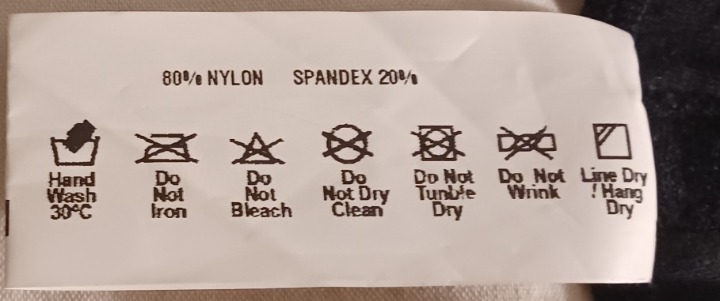 80% NYLON SPANDEX 20%
Hand Wash 30°C
Do Not Iron
Do Not Bleach
Do Not Dry Clean
Do Not Tunble Dry
Do Not Wrink
Line Dry ! Hang Dry